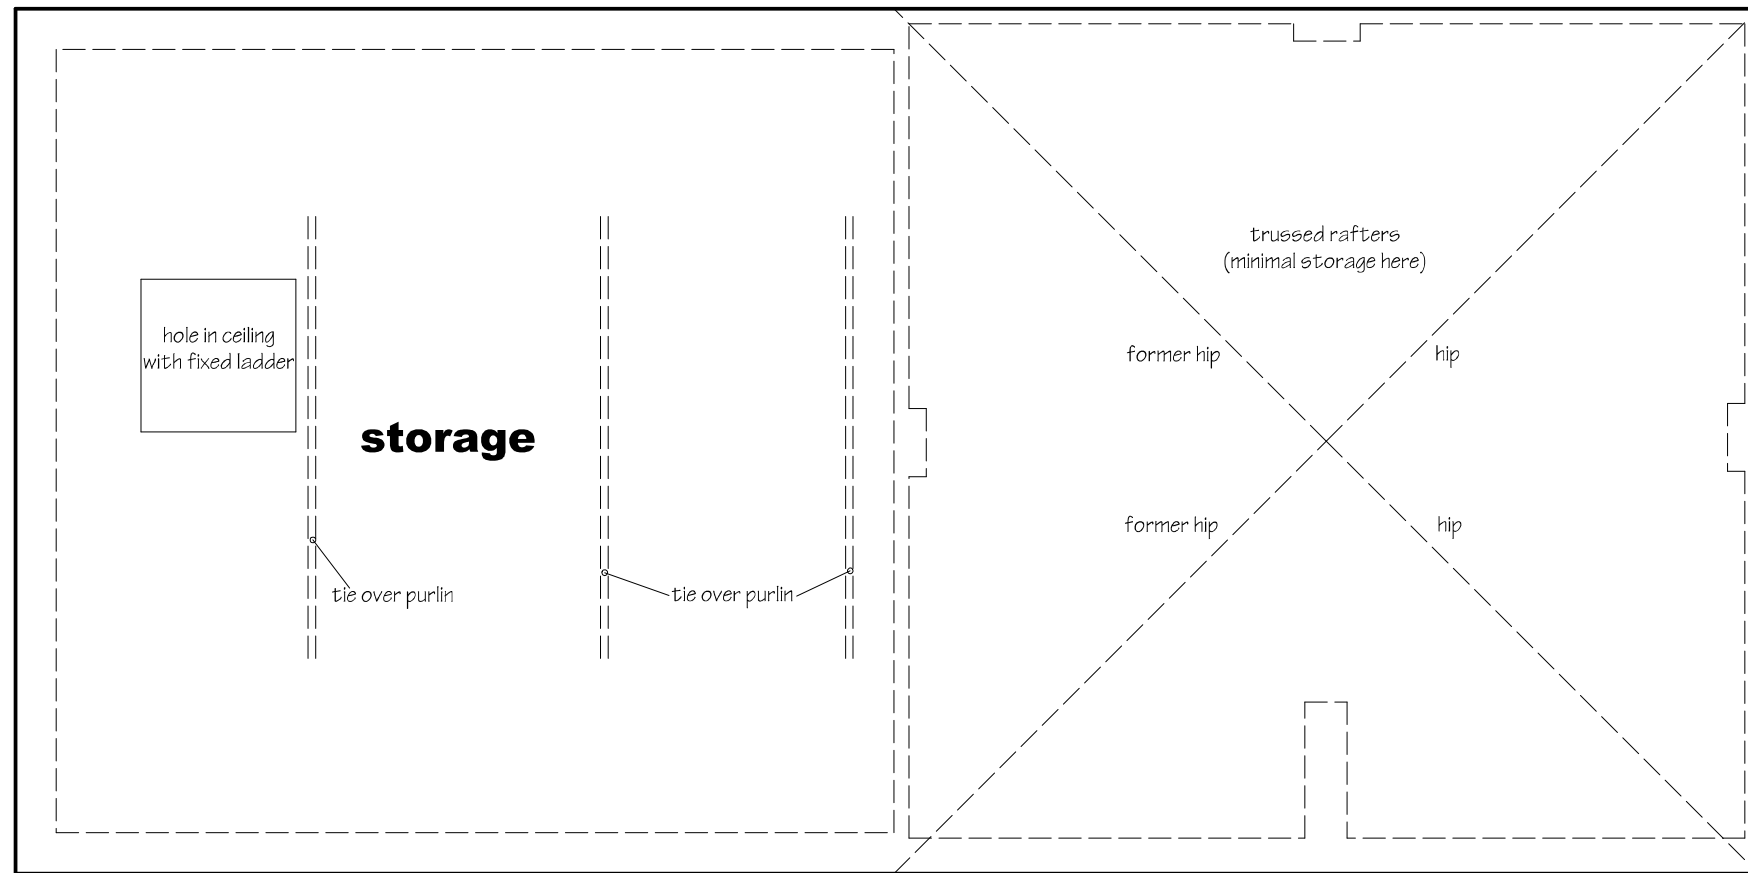 trussed rafters
(minimal storage here)
hole in ceiling
with fixed ladder
former hip
hip
storage
former hip
hip
tie over purlin
tie over purlin